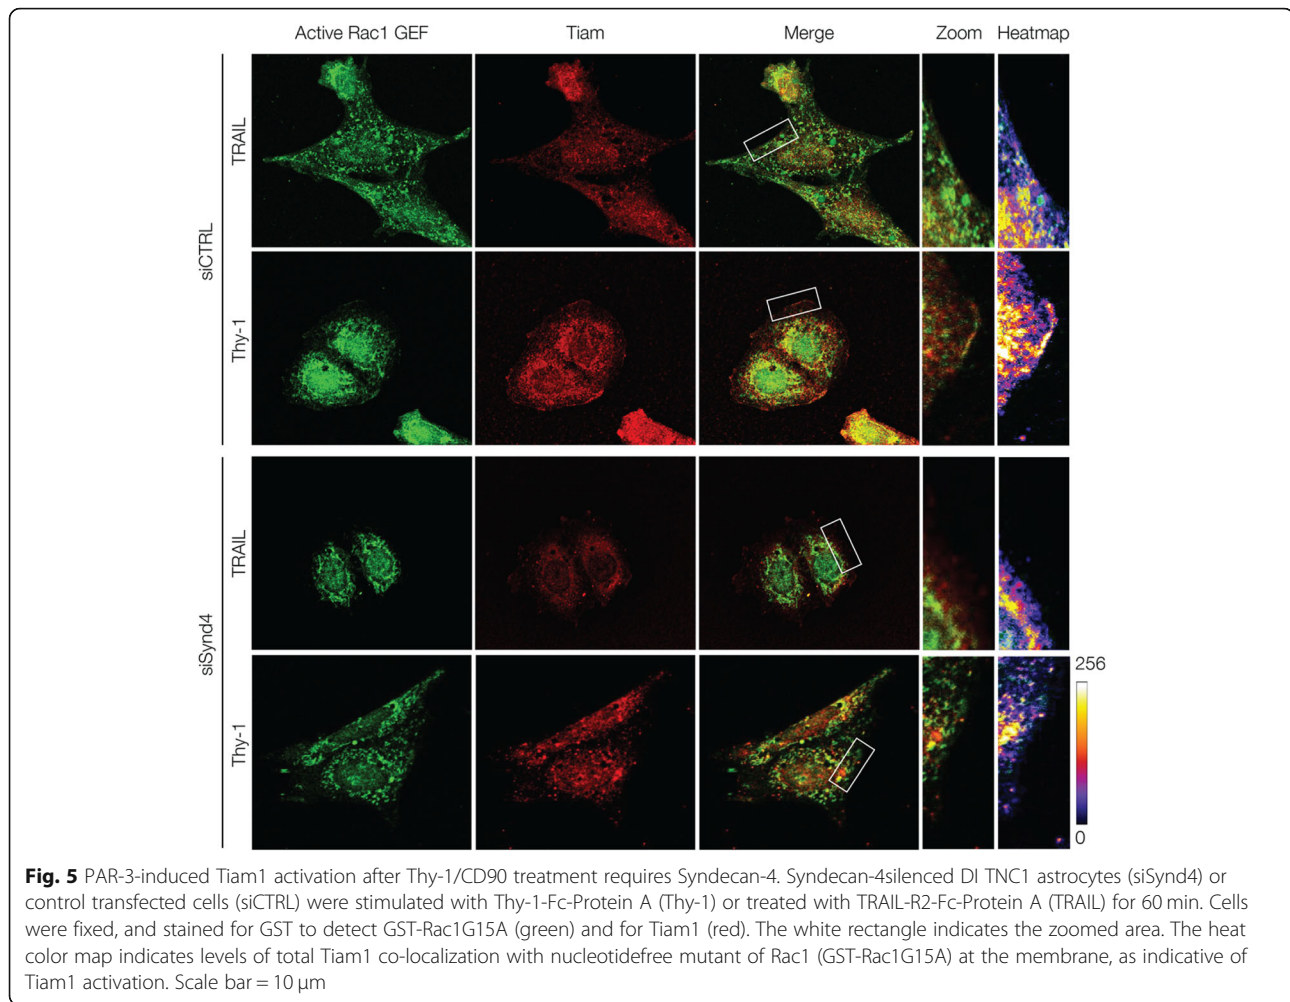 Active Rac1 GEF Tiam Merge Zoom Heatmap
siCTRL
TRAIL
Thy-1
siSynd4
TRAIL
Thy-1
256
0
Fig. 5 PAR-3-induced Tiam1 activation after Thy-1/CD90 treatment requires Syndecan-4. Syndecan-4silenced DI TNC1 astrocytes (siSynd4) or
control transfected cells (siCTRL) were stimulated with Thy-1-Fc-Protein A (Thy-1) or treated with TRAIL-R2-Fc-Protein A (TRAIL) for 60 min. Cells
were fixed, and stained for GST to detect GST-Rac1G15A (green) and for Tiam1 (red). The white rectangle indicates the zoomed area. The heat
color map indicates levels of total Tiam1 co-localization with nucleotidefree mutant of Rac1 (GST-Rac1G15A) at the membrane, as indicative of
Tiam1 activation. Scale bar = 10 μm